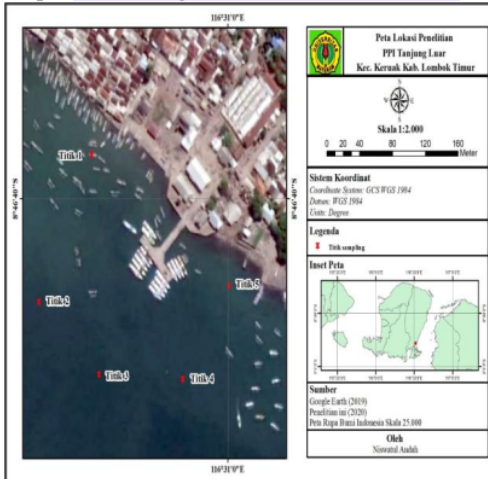 116°31'0"E
8°46'40"S
8°46'40"S
Titik 1
Titik 2
Titik 3
Titik 4
Titik 5
116°31'0"E
Peta Lokasi Penelitian
PPI Tanjung Luar
Kec. Keruak Kab. Lombok Timur
N
W
E
S
Skala 1:2.000
0 20 40 80 120 160
Meter
Sistem Koordinat
Coordinate System: GCS WGS 1984
Datum: WGS 1984
Units: Degree
Legenda
Titik sampling
Inset Peta
Sumber
Google Earth (2019)
Penelitian ini (2020)
Peta Rupa Bumi Indonesia Skala 25.000
Oleh